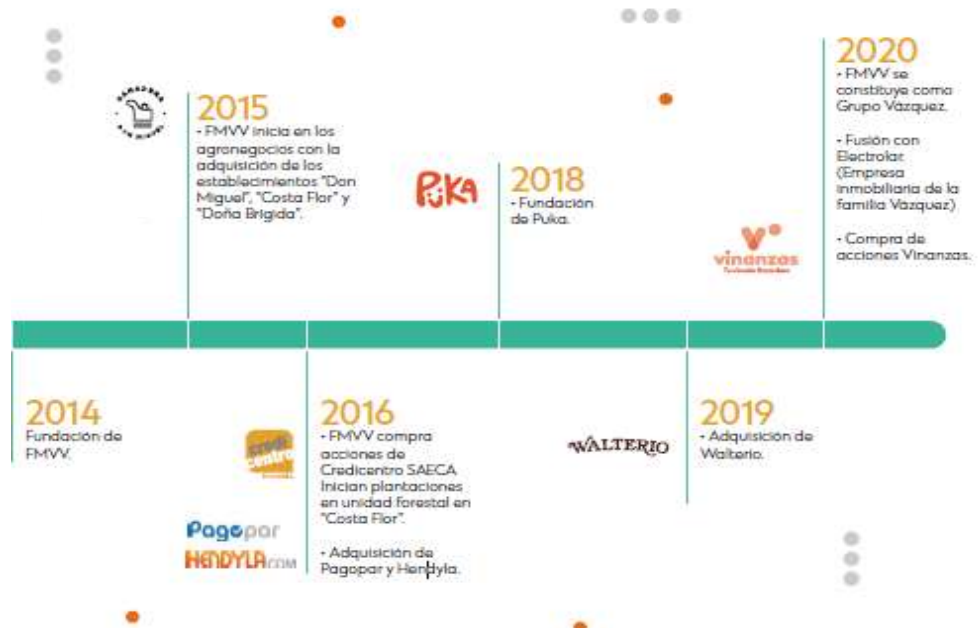 2015
- FMVV inicia en los
agronegocios con la
adquisición de los
establecimientos "Don
Miguel", "Costa Flor" y
"Doña Brigida".
PUKA
2018
- Fundación
de Puka.
vinanzas
2020
- FMVV se
constituye como
Grupo Vázquez.
- Fusión con
Electrolar.
(Empresa
inmobiliaria de la
familia Vázquez)
- Compra de
acciones Vinanzas.
2014
Fundación de
FMVV.
credi
centro
Pagopar
HENDYLA.COM
2016
- FMVV compra
acciones de
Credicentro SAECA
Inician plantaciones
en unidad forestal en
"Costa Flor".
- Adquisición de
Pagopar y Hendyla.
WALTERIO
2019
- Adquisición de
Walterio.